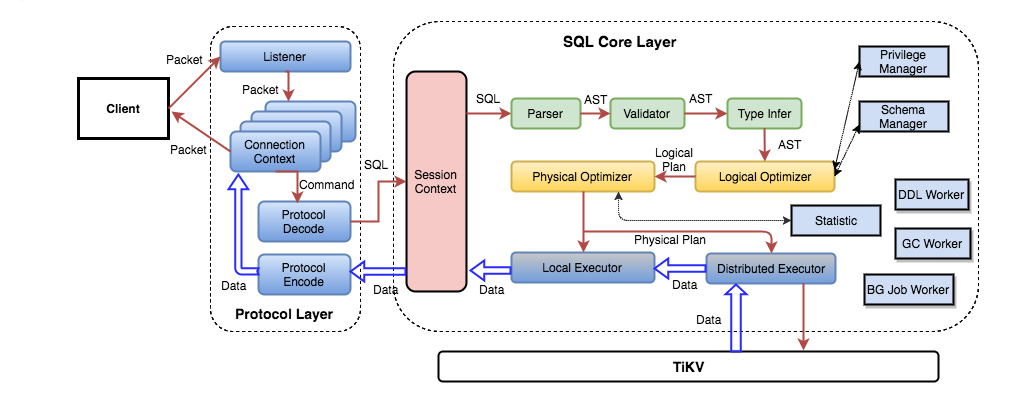 SQL Core Layer
Privilege
Manager
Listener
Packet
Client
Packet
SQL
AST
AST
Parser
Validator
Type Infer
Schema
Manager
Packet
Connection
Context
AST
Logical
Plan
SQL
Session
Context
Physical Optimizer
Logical Optimizer
Command
DDL Worker
Protocol
Decode
Statistic
Physical Plan
GC Worker
Protocol
Encode
Local Executor
Distributed Executor
Data
Data
Data
Data
BG Job Worker
Protocol Layer
Data
TiKV